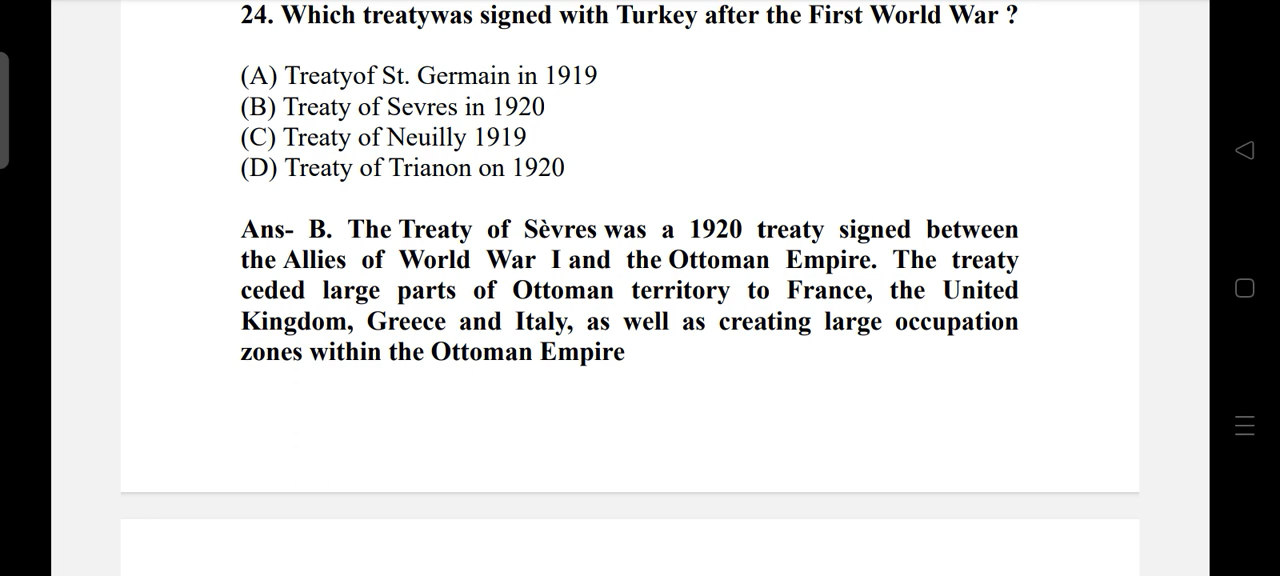 24. Which treatywas signed with Turkey after the First World War ?
(A) Treatyof St. Germain in 1919
(B) Treaty of Sevres in 1920
(C) Treaty of Neuilly 1919
(D) Treaty of Trianon on 1920
Ans- B. The Treaty of Sèvres was a 1920 treaty signed between
the Allies of World War I and the Ottoman Empire. The treaty
ceded large parts of Ottoman territory to France, the United
Kingdom, Greece and Italy, as well as creating large occupation
zones within the Ottoman Empire